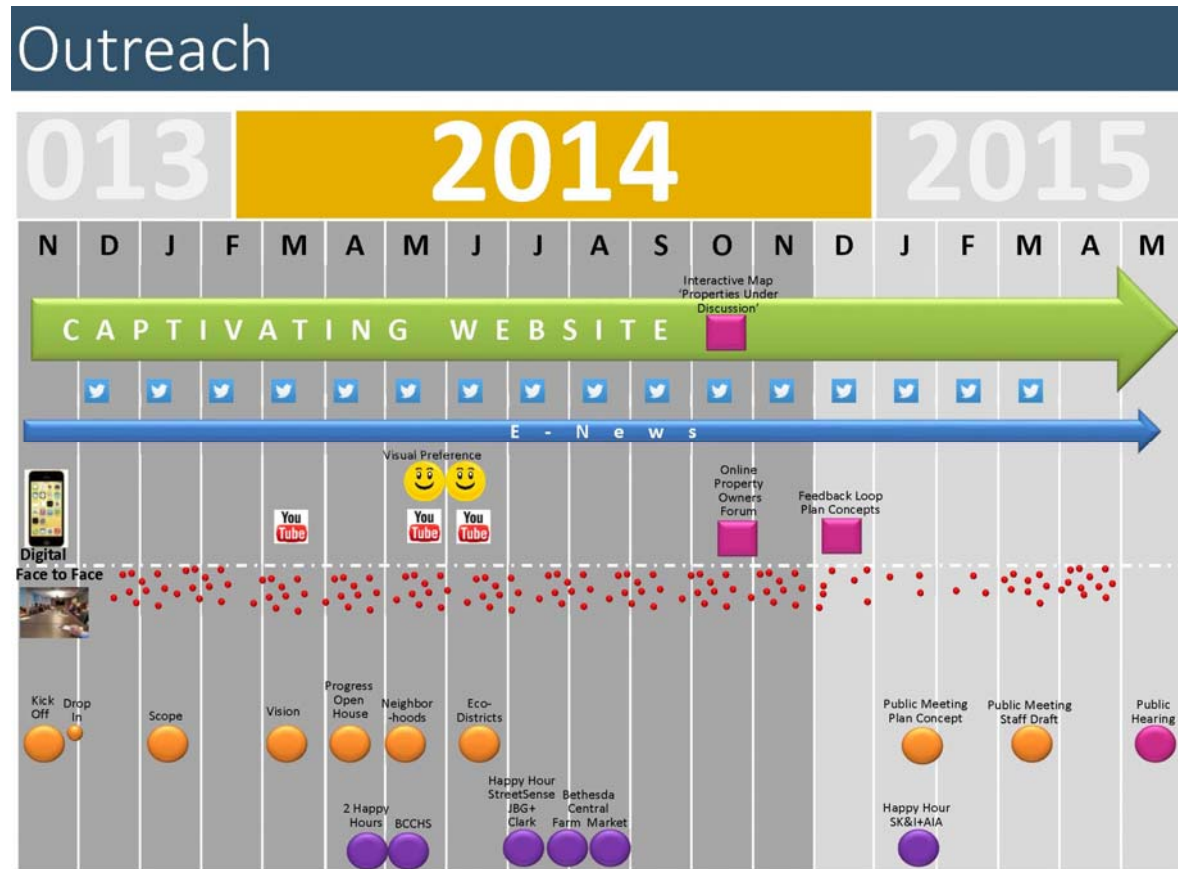 Outreach
013 2014 2015
N D J F M A M J J A S O N D J F M A M
Interactive Map
'Properties Under
Discussion'
CAPTIVATING WEBSITE
E-News
Visual Preference
Online
Property
Owners
Forum
Feedback Loop
Plan Concepts
You
Tube
You
Tube
You
Tube
Digital
Face to Face
Kick
Off
Drop
In
Scope
Vision
Progress
Open
House
Neighbor
-hoods
Eco-
Districts
Public Meeting
Plan Concept
Public Meeting
Staff Draft
Public
Hearing
2 Happy
Hours
BCCHS
Happy Hour
StreetSense
JBG+
Clark
Bethesda
Central
Farm Market
Happy Hour
SK&I+AIA